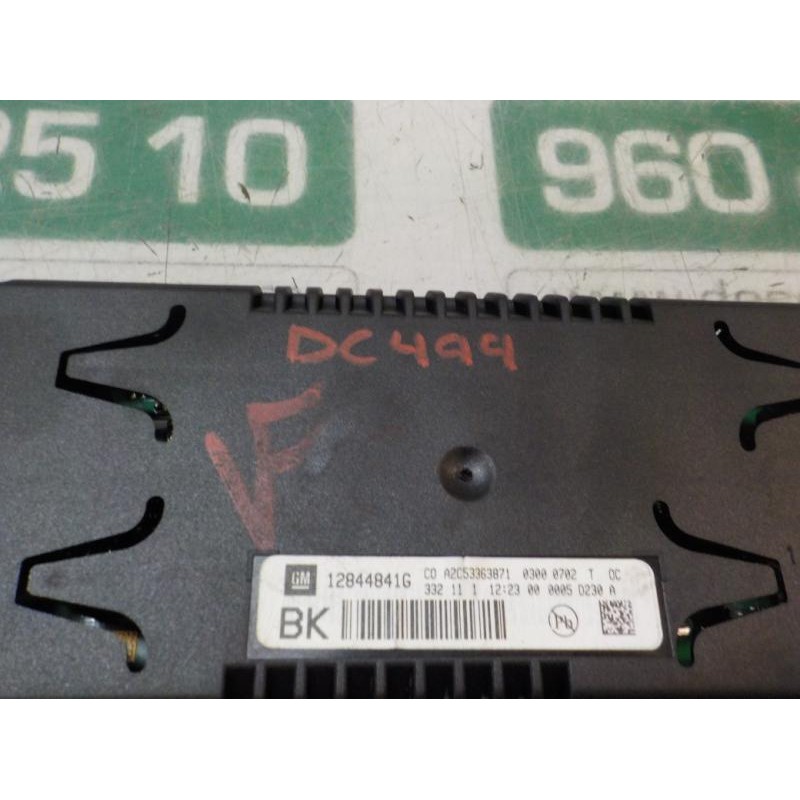 25 10
960
DC499
VF
GM 12844841G CO A2C53363871 0300 0702 T OC
332 11 1 12:23 00 0005 D230 A
BK
Pb